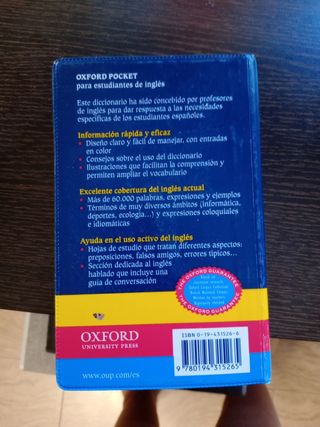 OXFORD POCKET
para estudiantes de inglés
Este diccionario ha sido concebido por profesores
de inglés para dar respuesta a las necesidades
específicas de los estudiantes españoles.
Información rápida y eficaz
• Diseño claro y fácil de manejar, con entradas
en color
• Consejos sobre el uso del diccionario
• Ilustraciones que facilitan la comprensión y
permiten ampliar el vocabulario
Excelente cobertura del inglés actual
• Más de 60.000 palabras, expresiones y ejemplos
• Términos de muy diversos ámbitos (informática,
deportes, ecología...) y expresiones coloquiales
e idiomáticas
Ayuda en el uso activo del inglés
• Hojas de estudio que tratan diferentes aspectos:
preposiciones, falsos amigos, errores típicos...
• Sección dedicada al inglés
hablado que incluye una
guía de conversación
THE OXFORD GUARANTEE
THE OXFORD GUARANTEE
OXFORD
UNIVERSITY PRESS
www.oup.com/es
ISBN 0-19-431526-6
9 780194 315265